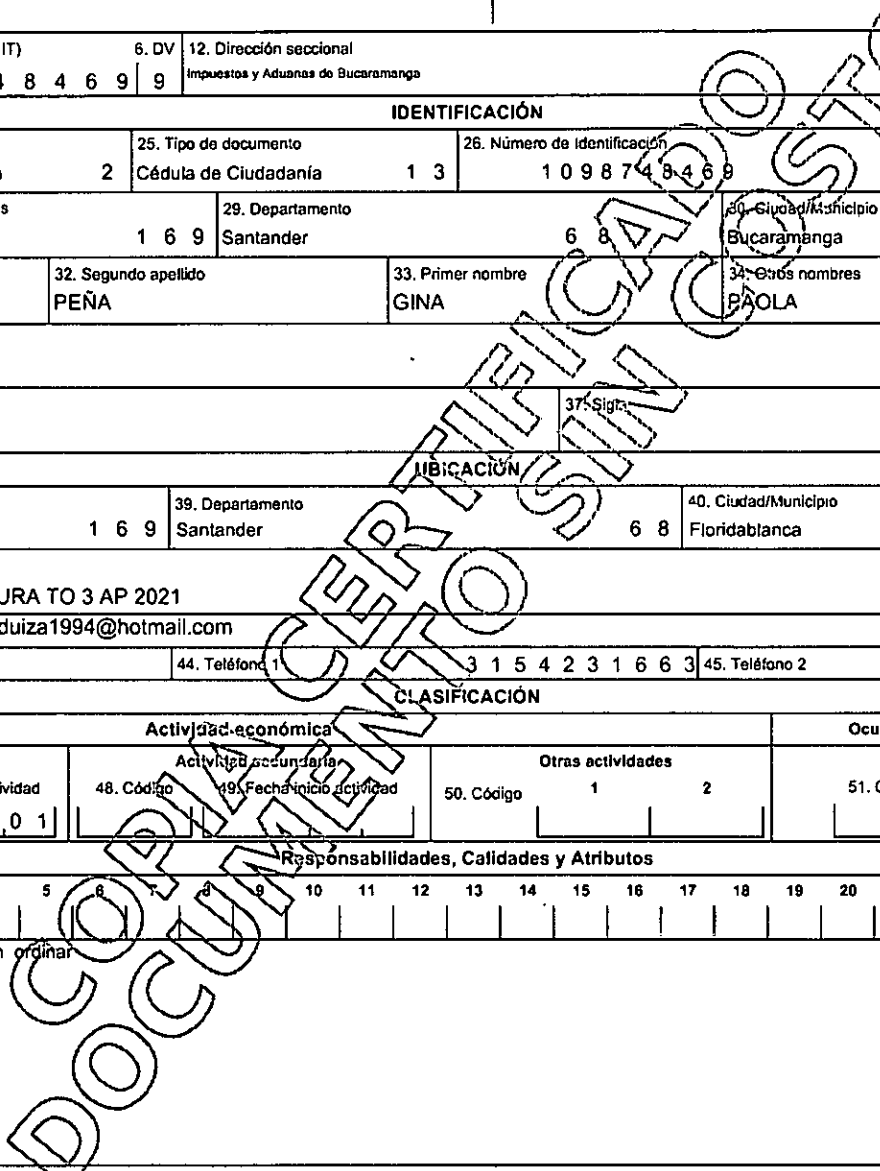 IT) 6. DV 12. Dirección seccional
4 8 4 6 9 9 Impuestos y Aduanas de Bucaramanga
IDENTIFICACIÓN
25. Tipo de documento 26. Número de Identificación
2 Cédula de Ciudadanía 1 3 1 0 9 8 7 4 8 4 6 9
s 29. Departamento 30. Ciudad/Municipio
1 6 9 Santander 6 8 Bucaramanga
32. Segundo apellido 33. Primer nombre 34. Otros nombres
PEÑA GINA PAOLA
37. Sigla
UBICACIÓN
39. Departamento 40. Ciudad/Municipio
1 6 9 Santander 6 8 Floridablanca
URA TO 3 AP 2021
duiza1994@hotmail.com
44. Teléfono 1 3 1 5 4 2 3 1 6 6 3 45. Teléfono 2
CLASIFICACIÓN
Actividad económica Ocu
Actividad secundaria Otras actividades
ividad 48. Código 49. Fecha inicio actividad 50. Código 1 2 51. C
0 1
Responsabilidades, Calidades y Atributos
5 6 7 8 9 10 11 12 13 14 15 16 17 18 19 20
n ordinar
COPIA CERTIFICADO
DOCUMENTO SIN COSTO